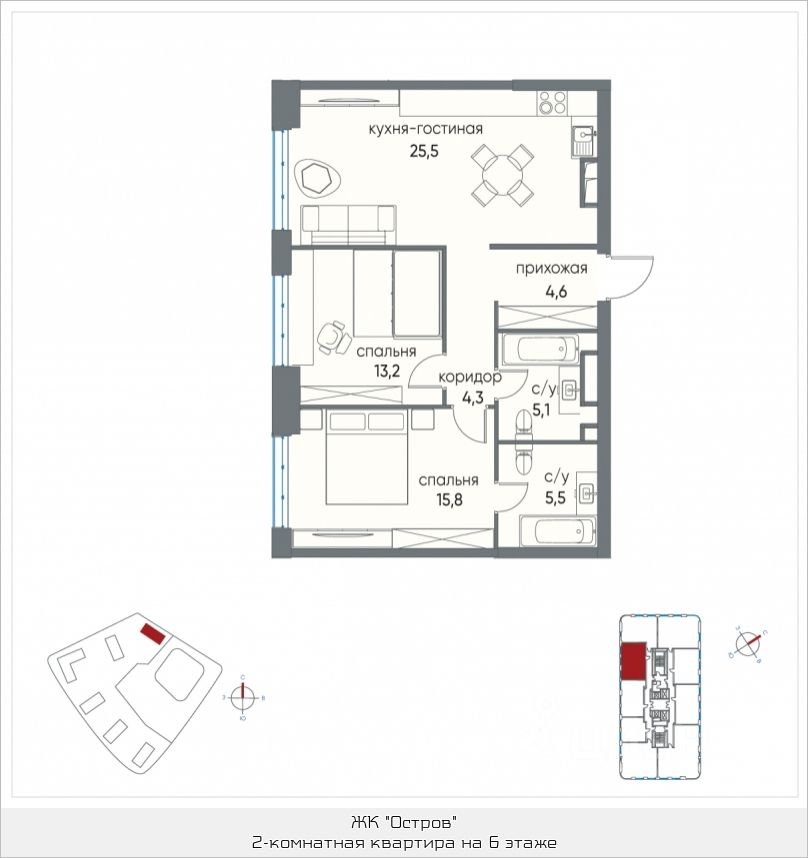 кухня-гостиная
25,5
прихожая
4,6
спальня
13,2
коридор
4,3
с/у
5,1
спальня
15,8
с/у
5,5
С
З
В
Ю
З
С
Ю
В
ЖК "Остров"
2-комнатная квартира на 6 этаже